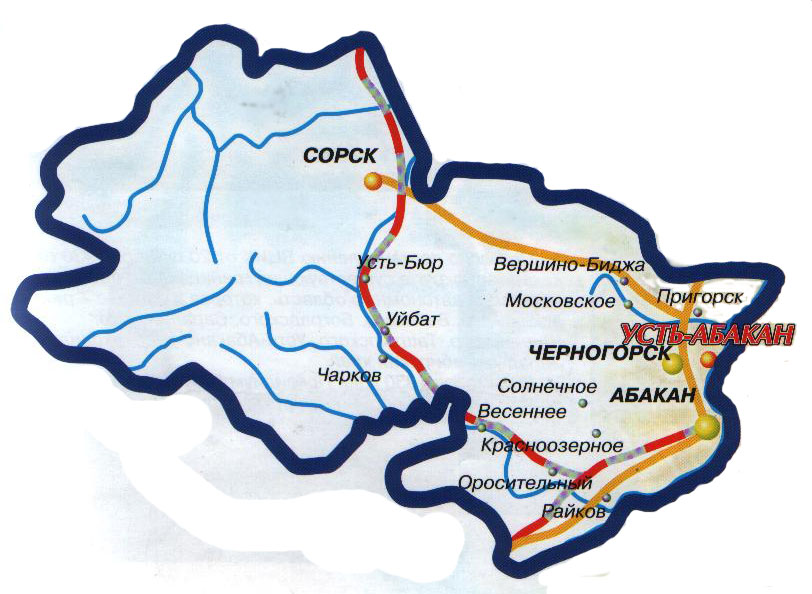 СОРСК
Усть-Бюр
Вершино-Биджа
Московское
Пригорск
Уйбат
УСТЬ-АБАКАН
ЧЕРНОГОРСК
Чарков
Солнечное
АБАКАН
Весеннее
Красноозерное
Оросительный
Райков